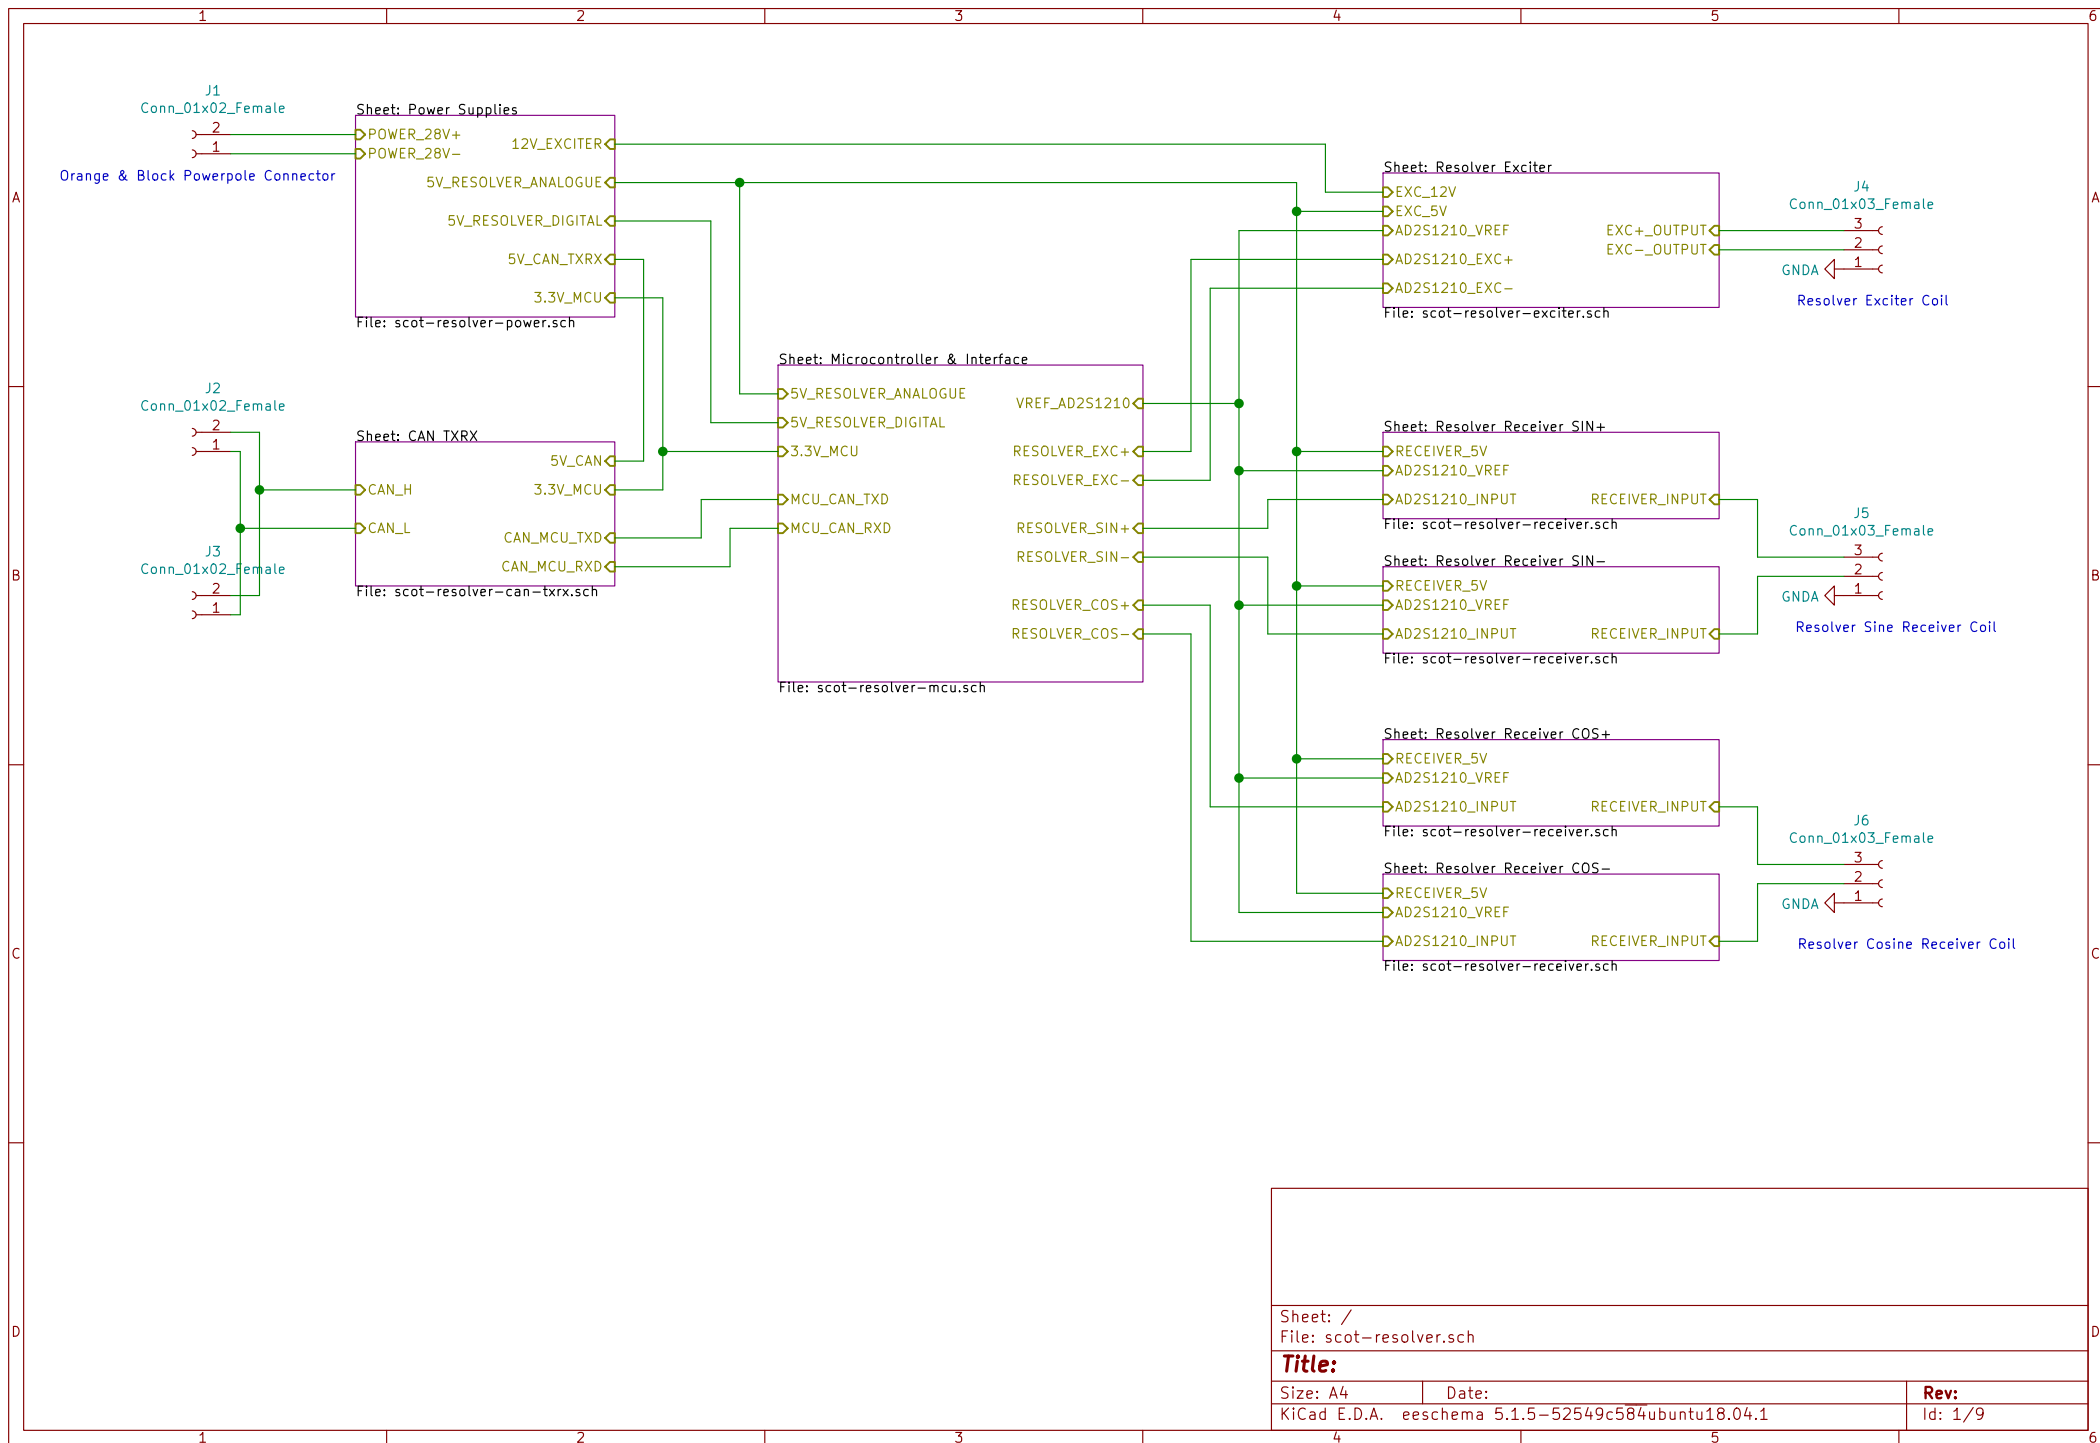 1 2 3 4 5 6
A
B
C
D
A
B
C
D
1 2 3 4 5 6
J1
Conn_01x02_Female
2
1
Orange & Block Powerpole Connector
Sheet: Power Supplies
POWER_28V+
POWER_28V-
12V_EXCITER
5V_RESOLVER_ANALOGUE
5V_RESOLVER_DIGITAL
5V_CAN_TXRX
3.3V_MCU
File: scot-resolver-power.sch
J2
Conn_01x02_Female
2
1
J3
Conn_01x02_Female
2
1
Sheet: CAN TXRX
CAN_H
CAN_L
5V_CAN
3.3V_MCU
CAN_MCU_TXD
CAN_MCU_RXD
File: scot-resolver-can-txrx.sch
Sheet: Microcontroller & Interface
5V_RESOLVER_ANALOGUE
5V_RESOLVER_DIGITAL
3.3V_MCU
MCU_CAN_TXD
MCU_CAN_RXD
VREF_AD2S1210
RESOLVER_EXC+
RESOLVER_EXC-
RESOLVER_SIN+
RESOLVER_SIN-
RESOLVER_COS+
RESOLVER_COS-
File: scot-resolver-mcu.sch
Sheet: Resolver Exciter
EXC_12V
EXC_5V
AD2S1210_VREF
AD2S1210_EXC+
AD2S1210_EXC-
EXC+_OUTPUT
EXC-_OUTPUT
File: scot-resolver-exciter.sch
J4
Conn_01x03_Female
3
2
GNDA 1
Resolver Exciter Coil
Sheet: Resolver Receiver SIN+
RECEIVER_5V
AD2S1210_VREF
AD2S1210_INPUT RECEIVER_INPUT
File: scot-resolver-receiver.sch
Sheet: Resolver Receiver SIN-
RECEIVER_5V
AD2S1210_VREF
AD2S1210_INPUT RECEIVER_INPUT
File: scot-resolver-receiver.sch
J5
Conn_01x03_Female
3
2
GNDA 1
Resolver Sine Receiver Coil
Sheet: Resolver Receiver COS+
RECEIVER_5V
AD2S1210_VREF
AD2S1210_INPUT RECEIVER_INPUT
File: scot-resolver-receiver.sch
Sheet: Resolver Receiver COS-
RECEIVER_5V
AD2S1210_VREF
AD2S1210_INPUT RECEIVER_INPUT
File: scot-resolver-receiver.sch
J6
Conn_01x03_Female
3
2
GNDA 1
Resolver Cosine Receiver Coil
Sheet: /
File: scot-resolver.sch
Title:
Size: A4 Date: Rev:
KiCad E.D.A. eeschema 5.1.5-52549c584ubuntu18.04.1 Id: 1/9